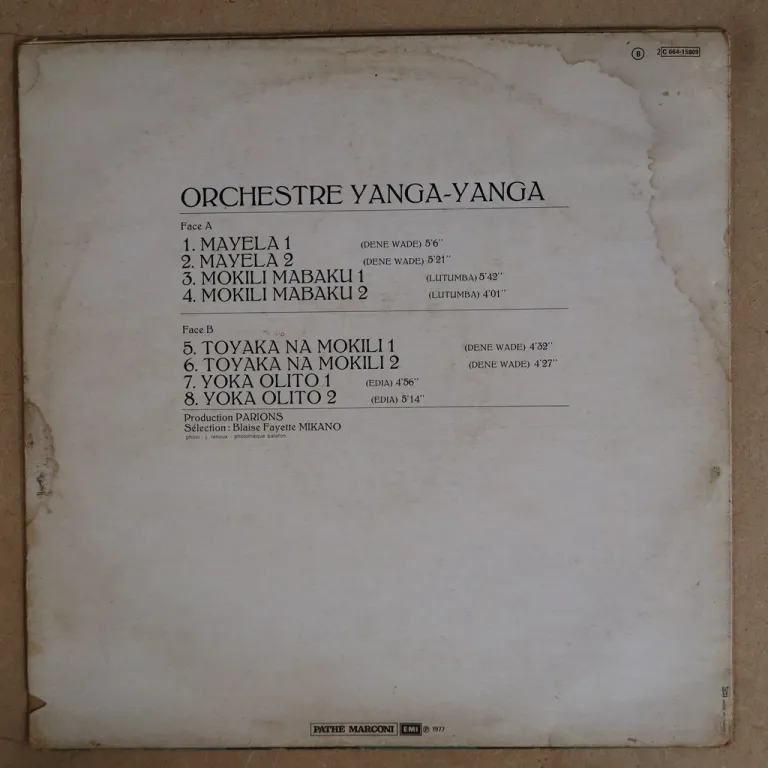 B 2C 064-15809
ORCHESTRE YANGA-YANGA
Face A
1. MAYELA 1 (DENE WADE) 5'6"
2. MAYELA 2 (DENE WADE) 5'21"
3. MOKILI MABAKU 1 (LUTUMBA) 5'42"
4. MOKILI MABAKU 2 (LUTUMBA) 4'01"
Face B
5. TOYAKA NA MOKILI 1 (DENE WADE) 4'32"
6. TOYAKA NA MOKILI 2 (DENE WADE) 4'27"
7. YOKA OLITO 1 (EDIA) 4'56"
8. YOKA OLITO 2 (EDIA) 5'14"
Production PARIONS
Sélection : Blaise Fayette MIKANO
photo : j. renoux - photothèque balafon
PATHE MARCONI EMI ℗ 1977